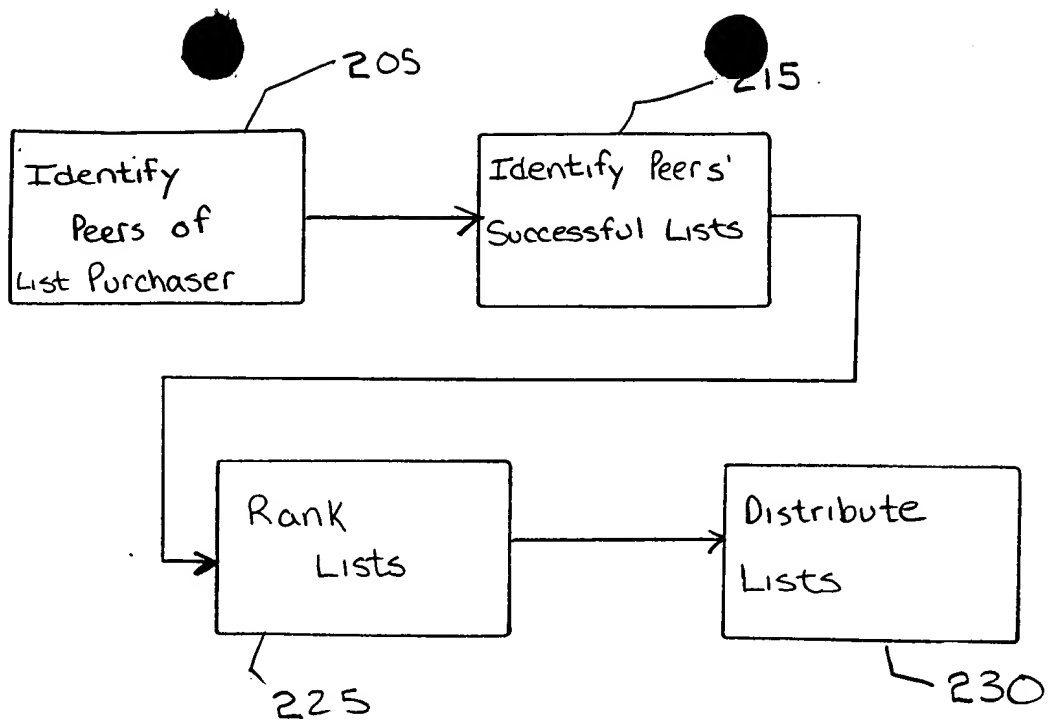 205
215
Identify
Peers of
List Purchaser
Identify Peers'
Successful Lists
Rank
Lists
Distribute
Lists
225
230